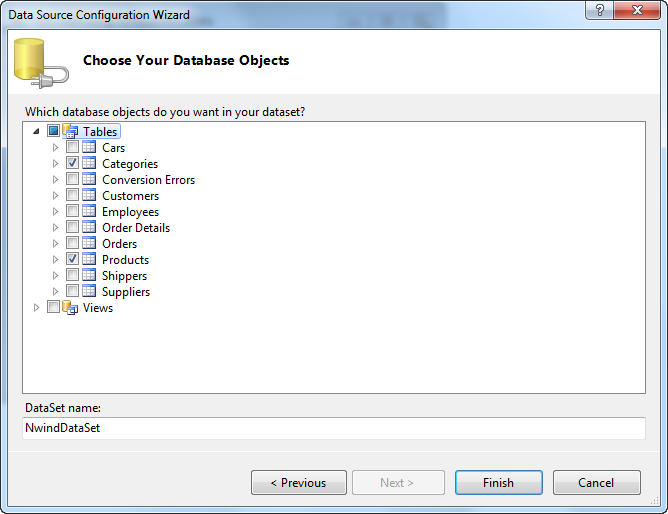 Data Source Configuration Wizard
?
Choose Your Database Objects
Which database objects do you want in your dataset?
Tables
Cars
Categories
Conversion Errors
Customers
Employees
Order Details
Orders
Products
Shippers
Suppliers
Views
DataSet name:
NwindDataSet
< Previous Next > Finish Cancel